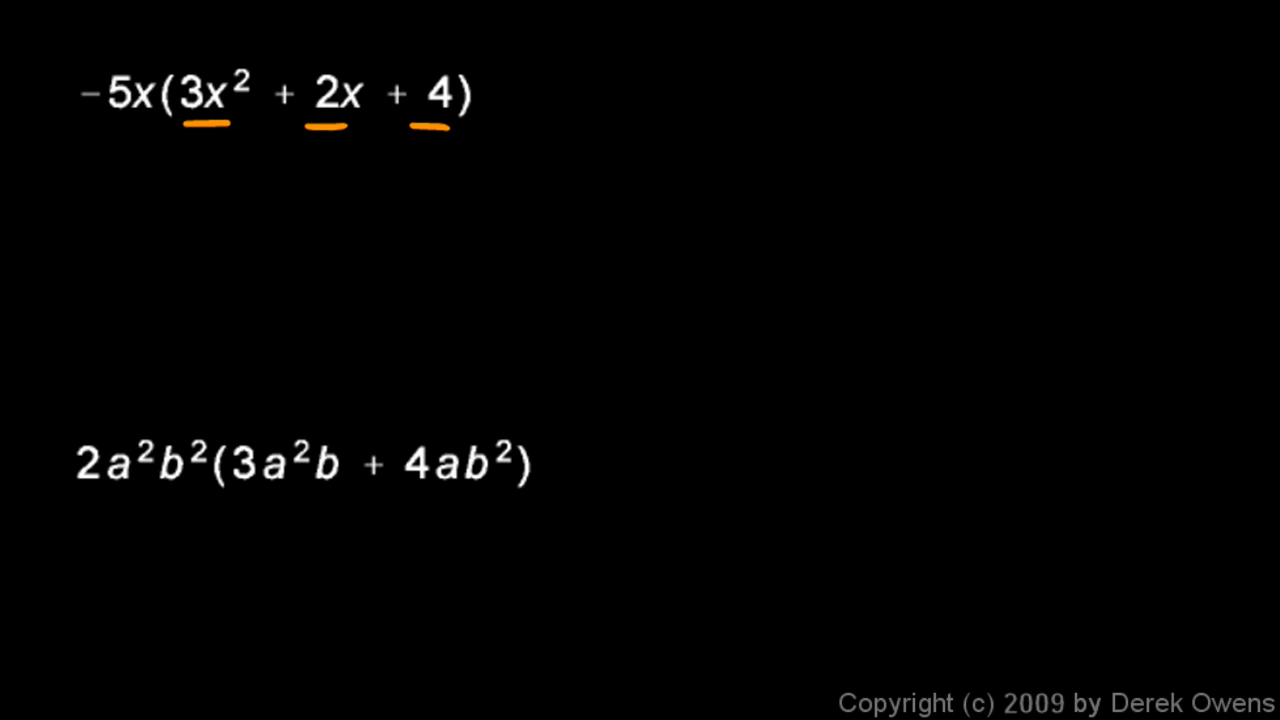 −5x(3x² + 2x + 4)
2a²b²(3a²b + 4ab²)
Copyright (c) 2009 by Derek Owens